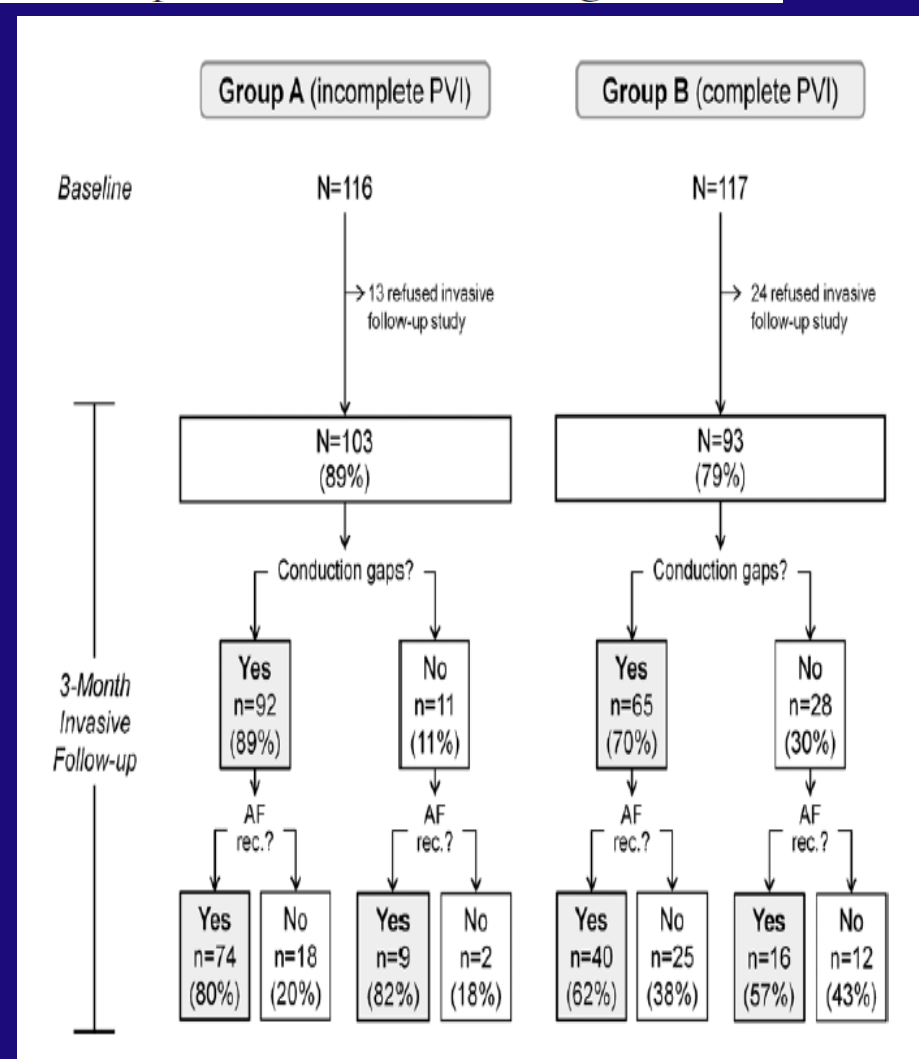 Group A (incomplete PVI)
Group B (complete PVI)
Baseline
N=116
N=117
13 refused invasive
follow-up study
24 refused invasive
follow-up study
N=103
(89%)
N=93
(79%)
Conduction gaps?
Conduction gaps?
3-Month
Invasive
Follow-up
Yes
n=92
(89%)
No
n=11
(11%)
Yes
n=65
(70%)
No
n=28
(30%)
AF
rec.?
AF
rec.?
AF
rec.?
AF
rec.?
Yes
n=74
(80%)
No
n=18
(20%)
Yes
n=9
(82%)
No
n=2
(18%)
Yes
n=40
(62%)
No
n=25
(38%)
Yes
n=16
(57%)
No
n=12
(43%)